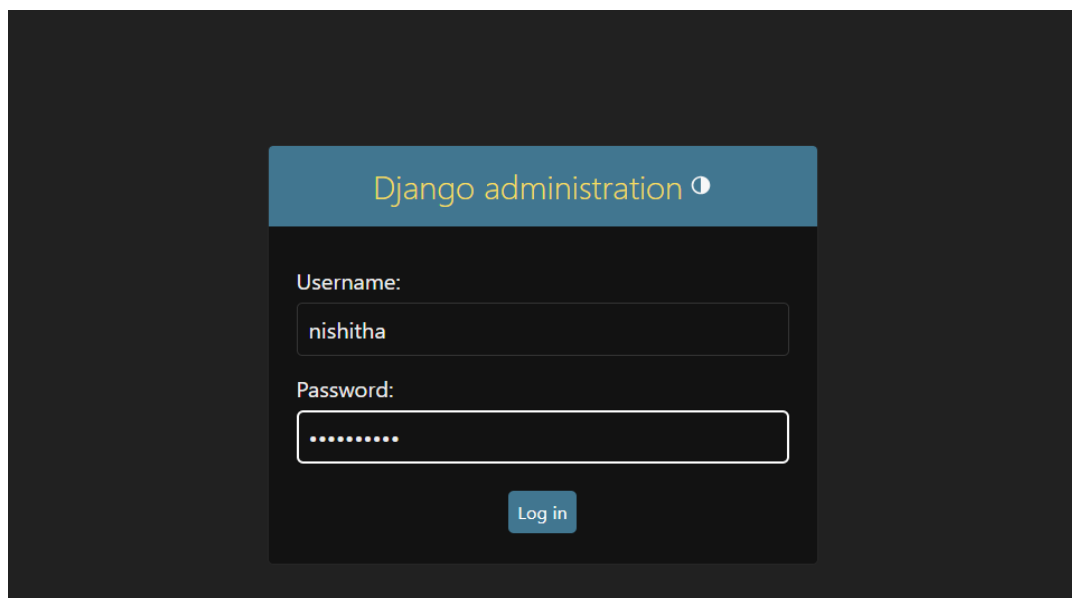 Django administration
Username:
nishitha
Password:
••••••••••
Log in